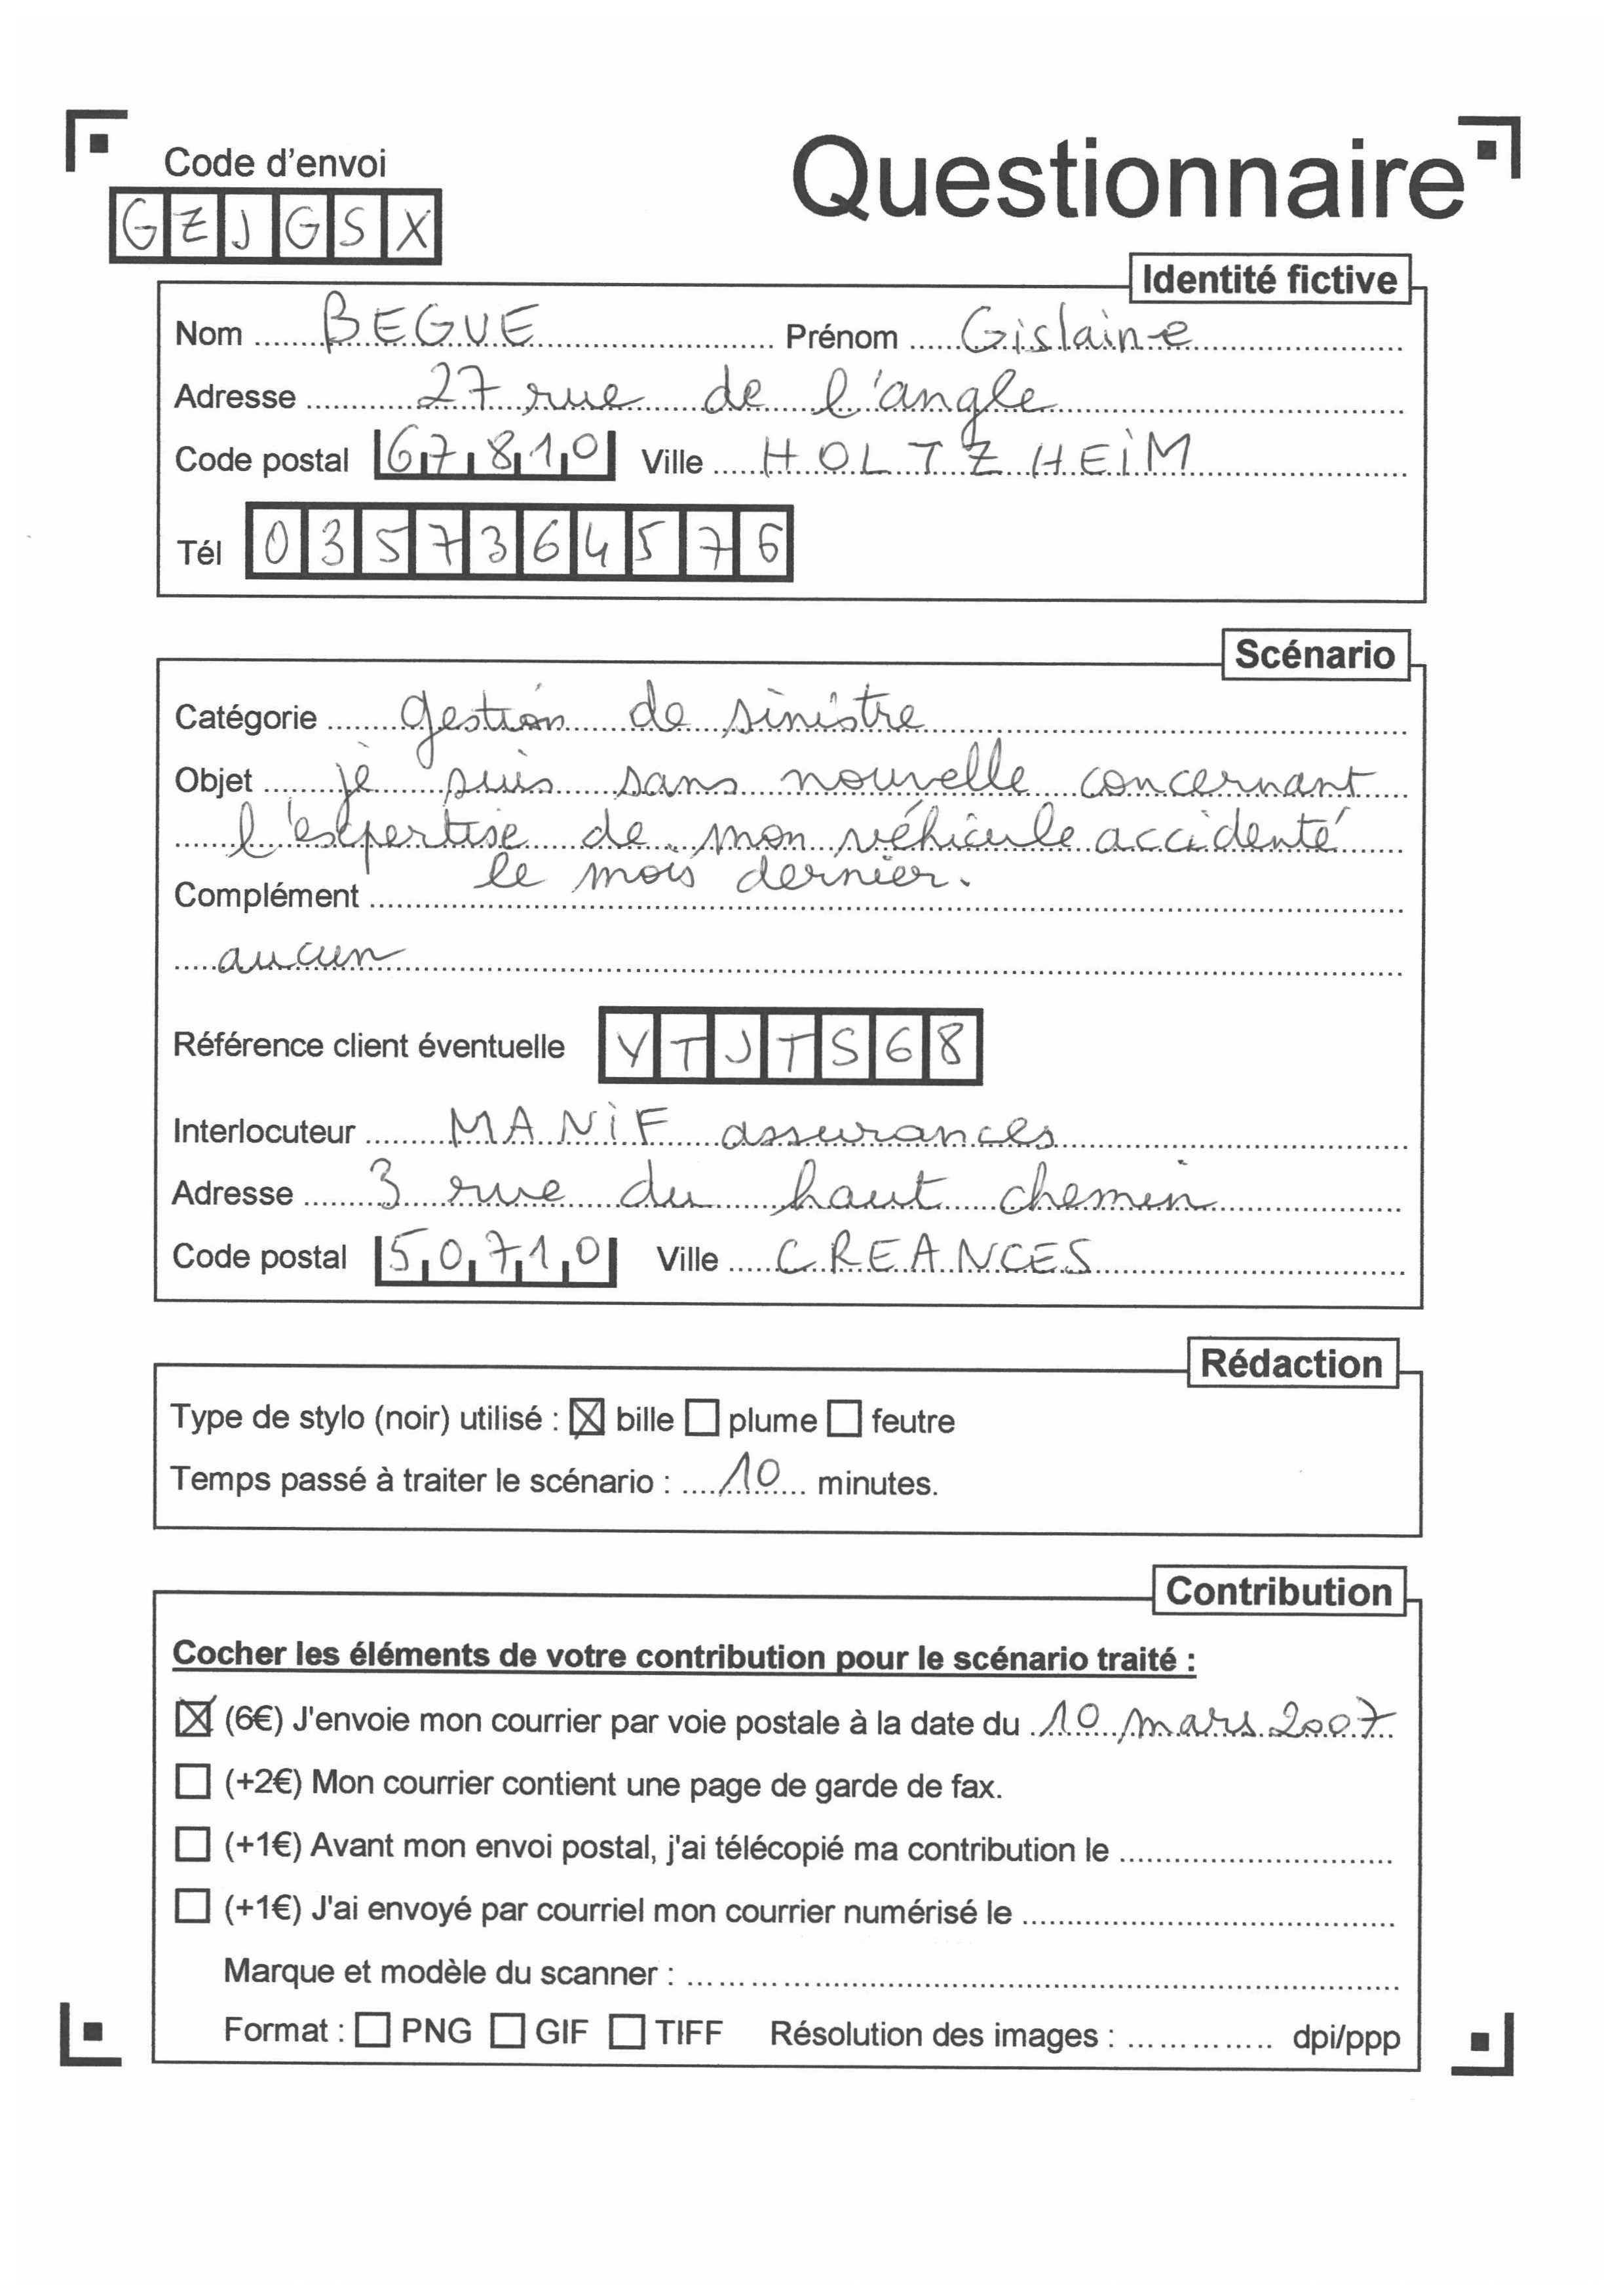 Code d'envoi
Questionnaire
GZJGSX
Identité fictive
Nom BEGUE Prénom Gislaine
Adresse 27 rue de l'angle
Code postal 67810 Ville HOLTZHEIM
Tél 0357364576
Scénario
Catégorie gestion de sinistre
Objet je suis sans nouvelle concernant
l'expertise de mon véhicule accidenté
le mois dernier.
Complément
aucun
Référence client éventuelle YTJTS68
Interlocuteur MANIF assurances
Adresse 3 rue du haut chemin
Code postal 50710 Ville CREANCES
Rédaction
Type de stylo (noir) utilisé : ☒ bille ☐ plume ☐ feutre
Temps passé à traiter le scénario : 10 minutes.
Contribution
Cocher les éléments de votre contribution pour le scénario traité :
☒ (6€) J'envoie mon courrier par voie postale à la date du 10 mars 2007
☐ (+2€) Mon courrier contient une page de garde de fax.
☐ (+1€) Avant mon envoi postal, j'ai télécopié ma contribution le
☐ (+1€) J'ai envoyé par courriel mon courrier numérisé le
Marque et modèle du scanner :
Format : ☐ PNG ☐ GIF ☐ TIFF Résolution des images : dpi/ppp